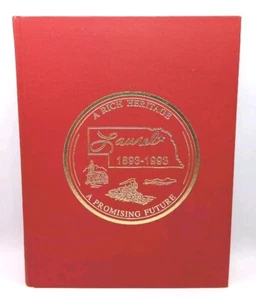 A RICH HERITAGE
Laurel
1893-1993
A PROMISING FUTURE